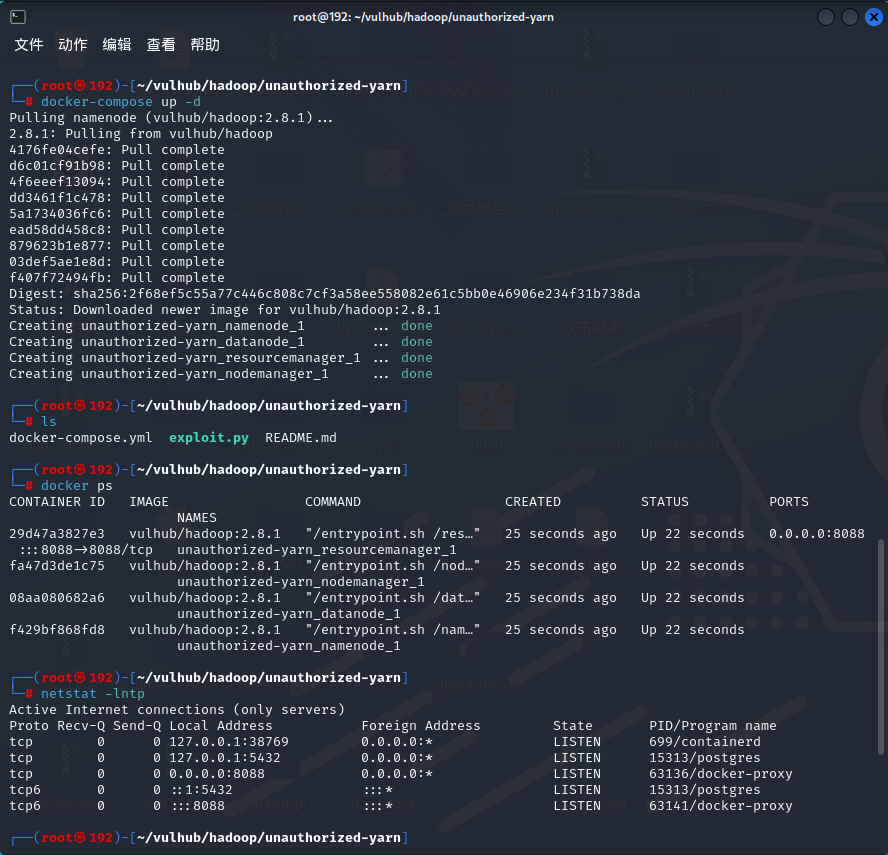 root@192: ~/vulhub/hadoop/unauthorized-yarn
文件 动作 编辑 查看 帮助
┌──(root㉿192)-[~/vulhub/hadoop/unauthorized-yarn]
└─# docker-compose up -d
Pulling namenode (vulhub/hadoop:2.8.1)...
2.8.1: Pulling from vulhub/hadoop
4176fe04cefe: Pull complete
d6c01cf91b98: Pull complete
4f6eeef13094: Pull complete
dd3461f1c478: Pull complete
5a1734036fc6: Pull complete
ead58dd458c8: Pull complete
879623b1e877: Pull complete
03def5ae1e8d: Pull complete
f407f72494fb: Pull complete
Digest: sha256:2f68ef5c55a77c446c808c7cf3a58ee558082e61c5bb0e46906e234f31b738da
Status: Downloaded newer image for vulhub/hadoop:2.8.1
Creating unauthorized-yarn_namenode_1 ... done
Creating unauthorized-yarn_datanode_1 ... done
Creating unauthorized-yarn_resourcemanager_1 ... done
Creating unauthorized-yarn_nodemanager_1 ... done
┌──(root㉿192)-[~/vulhub/hadoop/unauthorized-yarn]
└─# ls
docker-compose.yml exploit.py README.md
┌──(root㉿192)-[~/vulhub/hadoop/unauthorized-yarn]
└─# docker ps
CONTAINER ID IMAGE COMMAND CREATED STATUS PORTS
NAMES
29d47a3827e3 vulhub/hadoop:2.8.1 "/entrypoint.sh /res…" 25 seconds ago Up 22 seconds 0.0.0.0:8088
:::8088->8088/tcp unauthorized-yarn_resourcemanager_1
fa47d3de1c75 vulhub/hadoop:2.8.1 "/entrypoint.sh /nod…" 25 seconds ago Up 22 seconds
unauthorized-yarn_nodemanager_1
08aa080682a6 vulhub/hadoop:2.8.1 "/entrypoint.sh /dat…" 25 seconds ago Up 22 seconds
unauthorized-yarn_datanode_1
f429bf868fd8 vulhub/hadoop:2.8.1 "/entrypoint.sh /nam…" 25 seconds ago Up 22 seconds
unauthorized-yarn_namenode_1
┌──(root㉿192)-[~/vulhub/hadoop/unauthorized-yarn]
└─# netstat -lntp
Active Internet connections (only servers)
Proto Recv-Q Send-Q Local Address Foreign Address State PID/Program name
tcp 0 0 127.0.0.1:38769 0.0.0.0:* LISTEN 699/containerd
tcp 0 0 127.0.0.1:5432 0.0.0.0:* LISTEN 15313/postgres
tcp 0 0 0.0.0.0:8088 0.0.0.0:* LISTEN 63136/docker-proxy
tcp6 0 0 ::1:5432 :::* LISTEN 15313/postgres
tcp6 0 0 :::8088 :::* LISTEN 63141/docker-proxy
┌──(root㉿192)-[~/vulhub/hadoop/unauthorized-yarn]